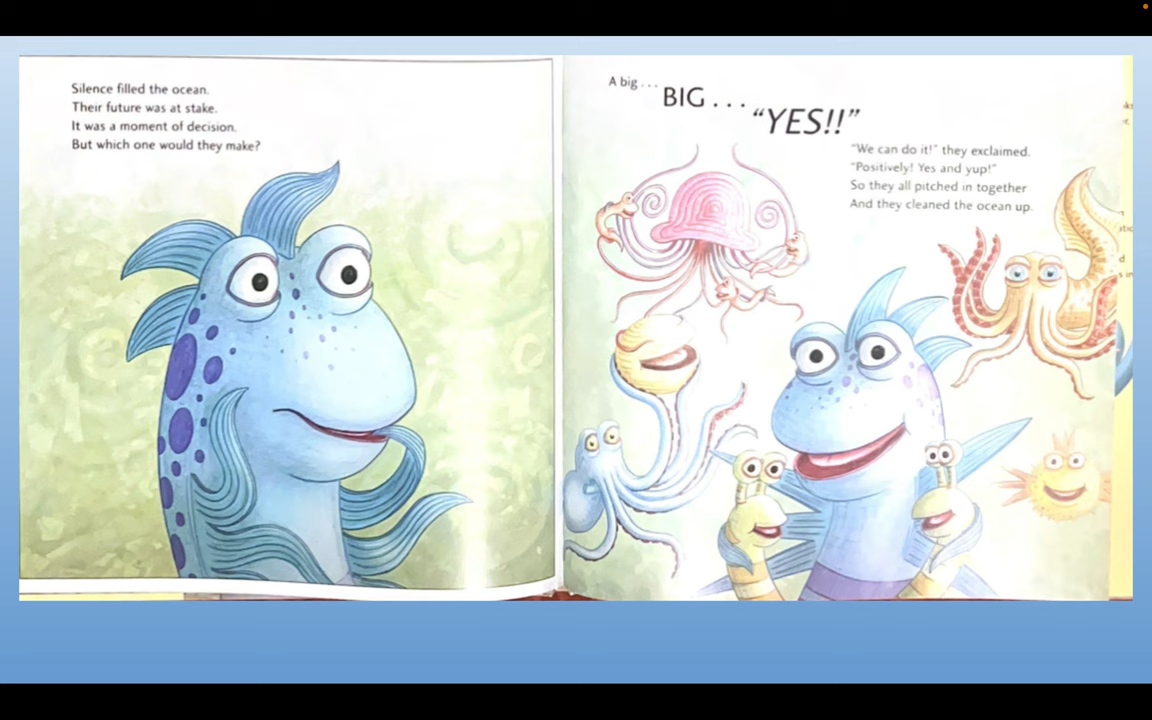 Silence filled the ocean.
Their future was at stake.
It was a moment of decision.
But which one would they make?
A big . . .
BIG . . .
“YES!!”
“We can do it!” they exclaimed.
“Positively! Yes and yup!”
So they all pitched in together
And they cleaned the ocean up.